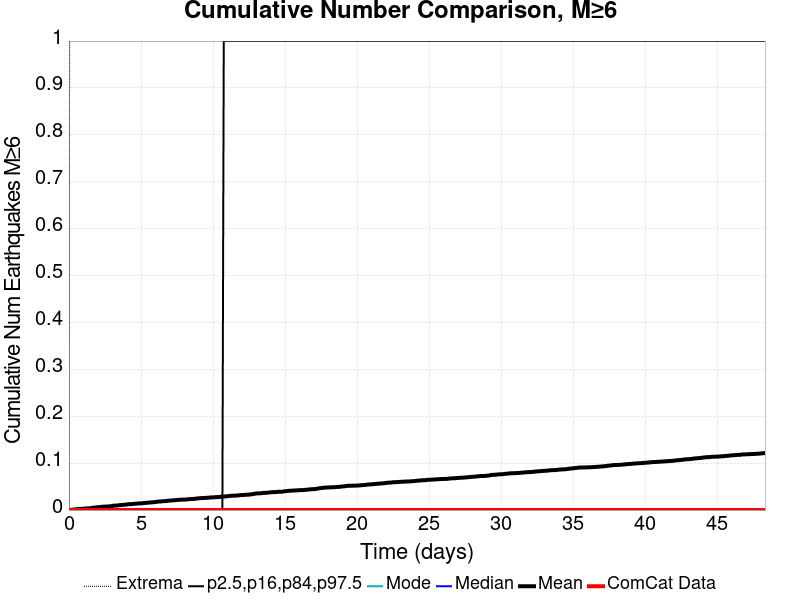 Cumulative Number Comparison, M≥6
Cumulative Num Earthquakes M≥6
1
0.9
0.8
0.7
0.6
0.5
0.4
0.3
0.2
0.1
0
0 5 10 15 20 25 30 35 40 45
Time (days)
Extrema p2.5,p16,p84,p97.5 Mode Median Mean ComCat Data